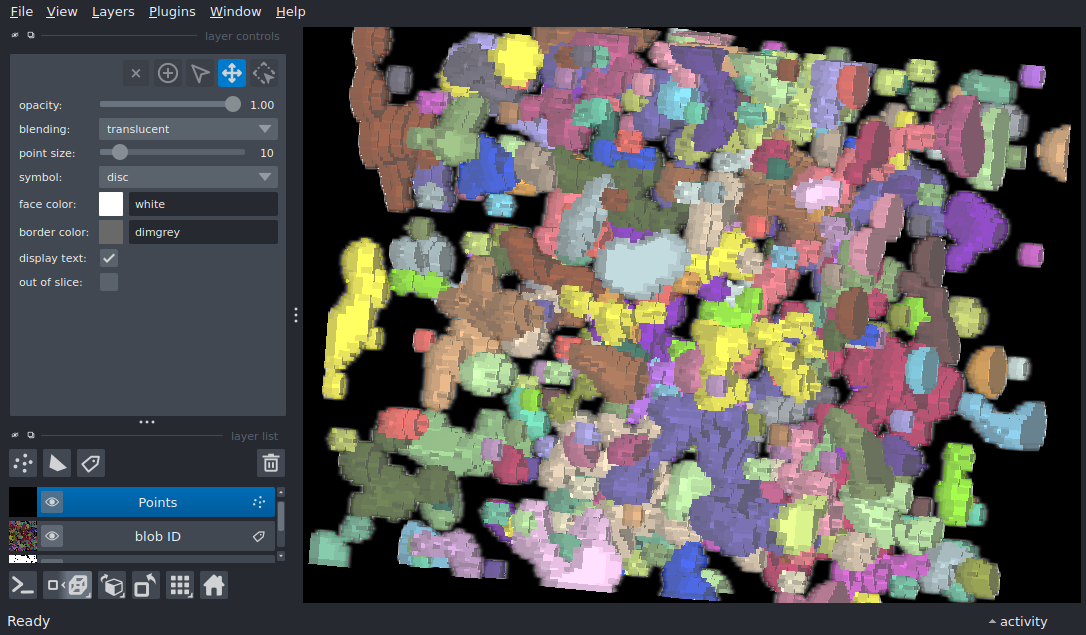 File View Layers Plugins Window Help
layer controls
opacity: 1.00
blending: translucent
point size: 10
symbol: disc
face color: white
border color: dimgrey
display text:
out of slice:
layer list
Points
blob ID
Ready
activity